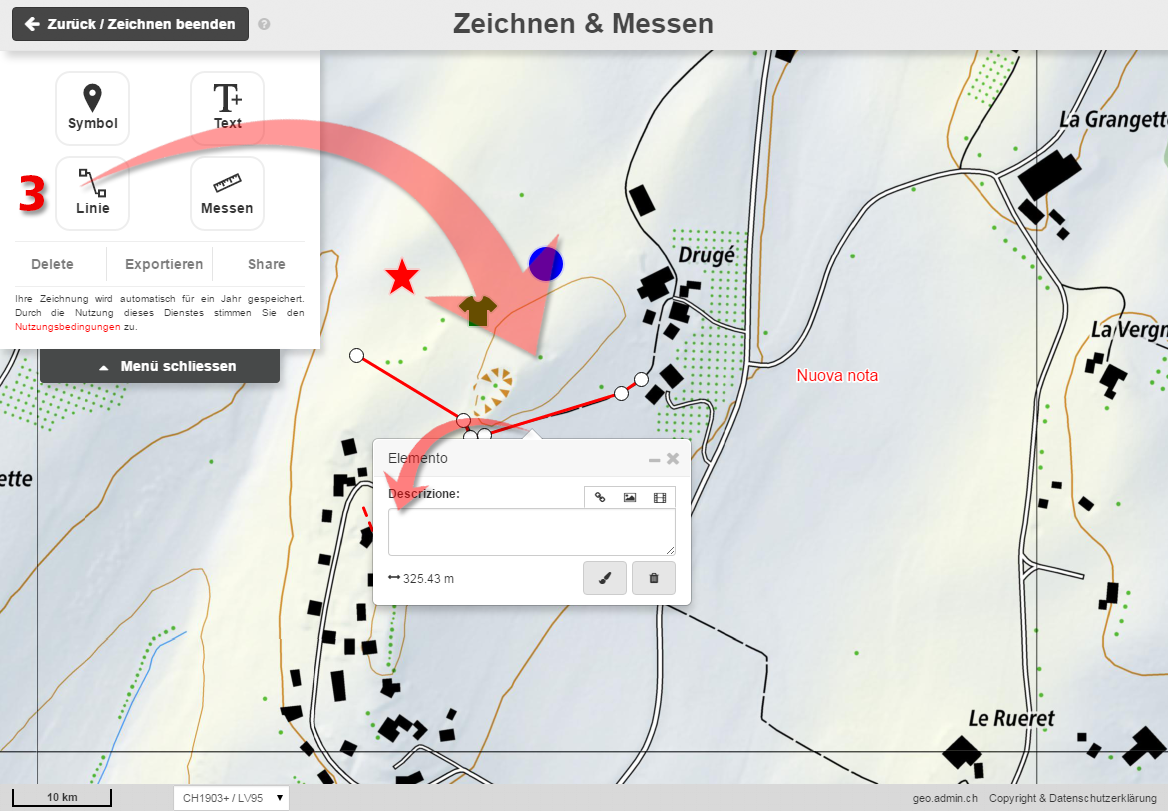 Zurück / Zeichnen beenden
Zeichnen & Messen
Symbol
Text
3
Linie
Messen
Delete
Exportieren
Share
Ihre Zeichnung wird automatisch für ein Jahr gespeichert.
Durch die Nutzung dieses Dienstes stimmen Sie den
Nutzungsbedingungen zu.
Menü schliessen
La Grangette
Drugé
La Vergn
Nuova nota
ette
Elemento
Descrizione:
325.43 m
Le Rueret
10 km
CH1903+ / LV95
geo.admin.ch
Copyright & Datenschutzerklärung